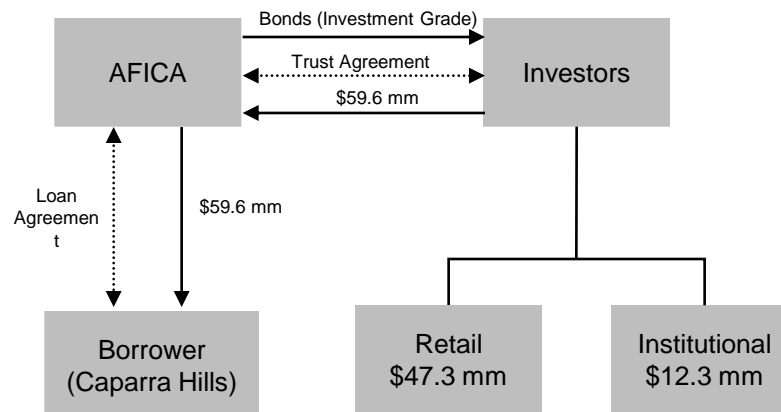 Bonds (Investment Grade)
AFICA
Trust Agreement
Investors
$59.6 mm
Loan
Agreemen
t
$59.6 mm
Borrower
(Caparra Hills)
Retail
$47.3 mm
Institutional
$12.3 mm